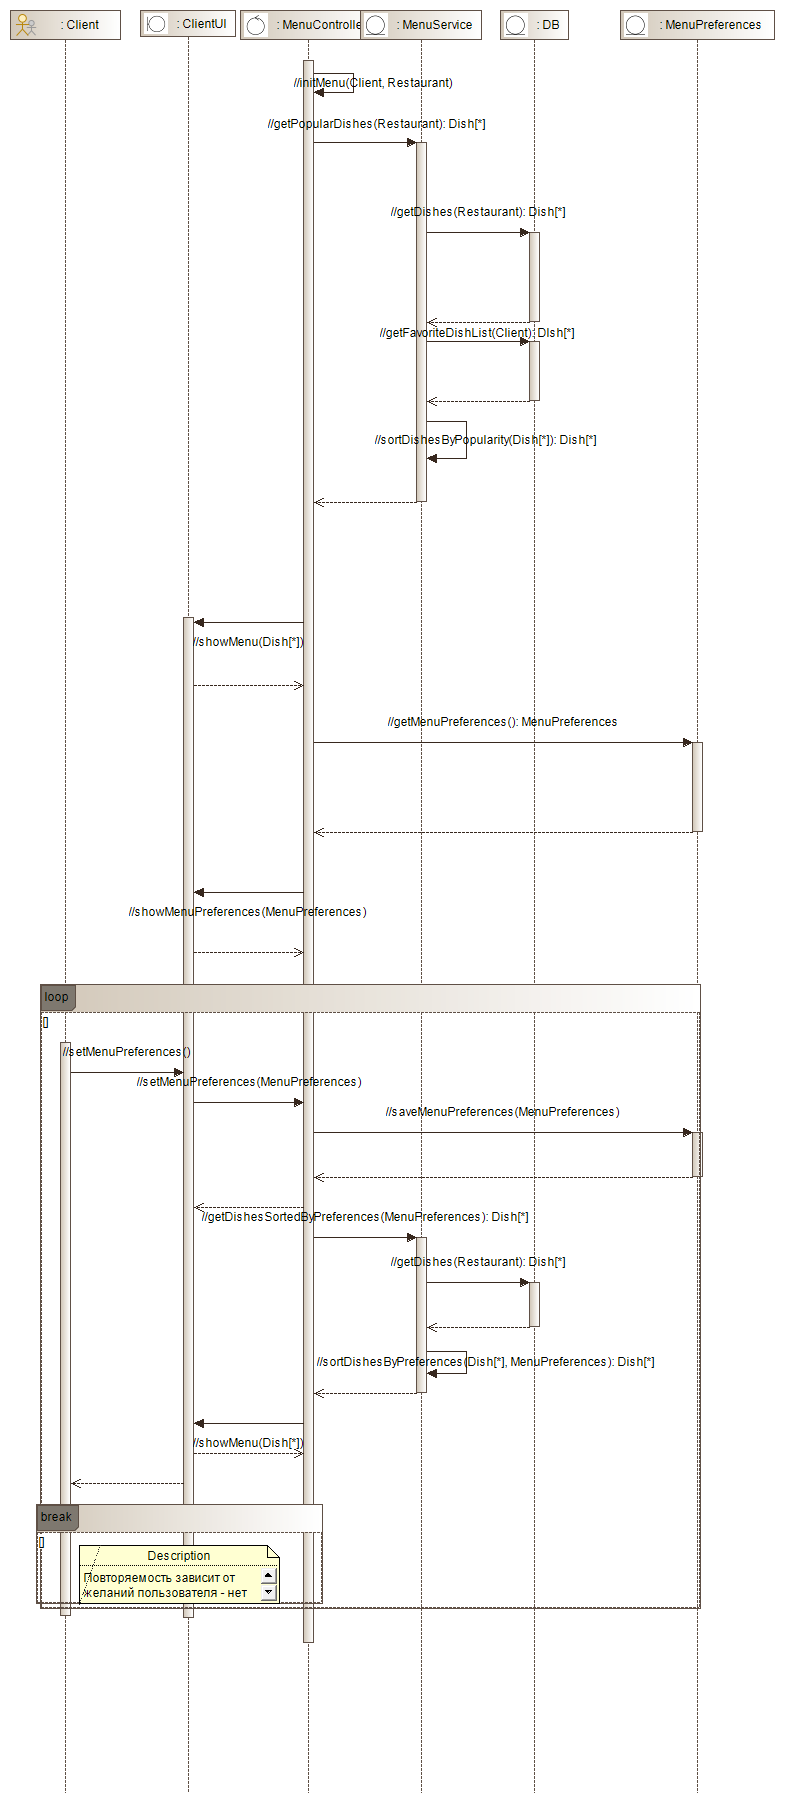 : Client
: ClientUI
: MenuControlle
: MenuService
: DB
: MenuPreferences
//initMenu(Client, Restaurant)
//getPopularDishes(Restaurant): Dish[*]
//getDishes(Restaurant): Dish[*]
//getFavoriteDishList(Client): DIsh[*]
//sortDishesByPopularity(Dish[*]): Dish[*]
//showMenu(Dish[*])
//getMenuPreferences(): MenuPreferences
//showMenuPreferences(MenuPreferences)
loop
[]
//setMenuPreferences()
//setMenuPreferences(MenuPreferences)
//saveMenuPreferences(MenuPreferences)
//getDishesSortedByPreferences(MenuPreferences): Dish[*]
//getDishes(Restaurant): Dish[*]
//sortDishesByPreferences(Dish[*], MenuPreferences): Dish[*]
//showMenu(Dish[*])
break
[]
Description
Повторяемость зависит от
желаний пользователя - нет